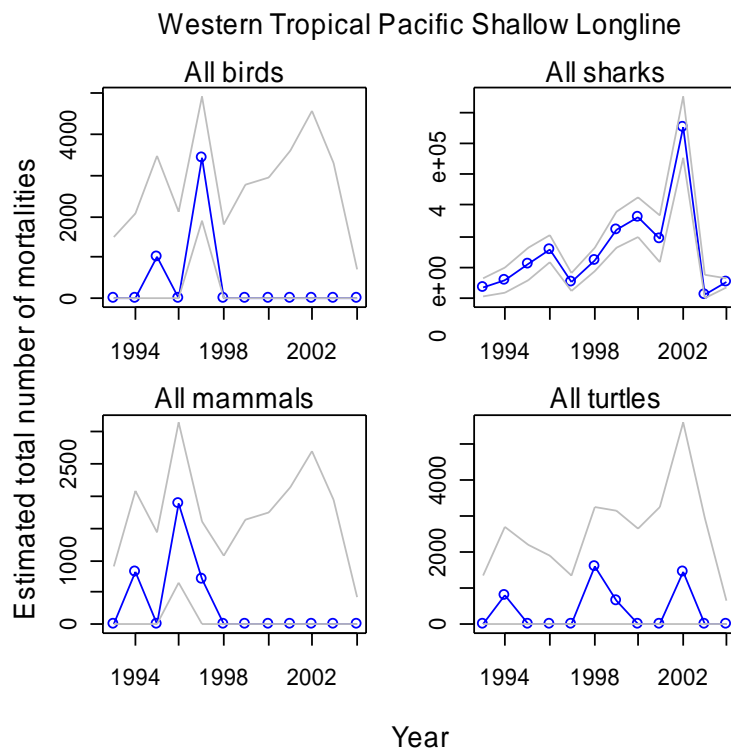 Western Tropical Pacific Shallow Longline
All birds
All sharks
0 2000 4000
0 e+00 4 e+05
1994 1998 2002
1994 1998 2002
All mammals
All turtles
0 1000 2500
0 2000 4000
1994 1998 2002
1994 1998 2002
Estimated total number of mortalities
Year